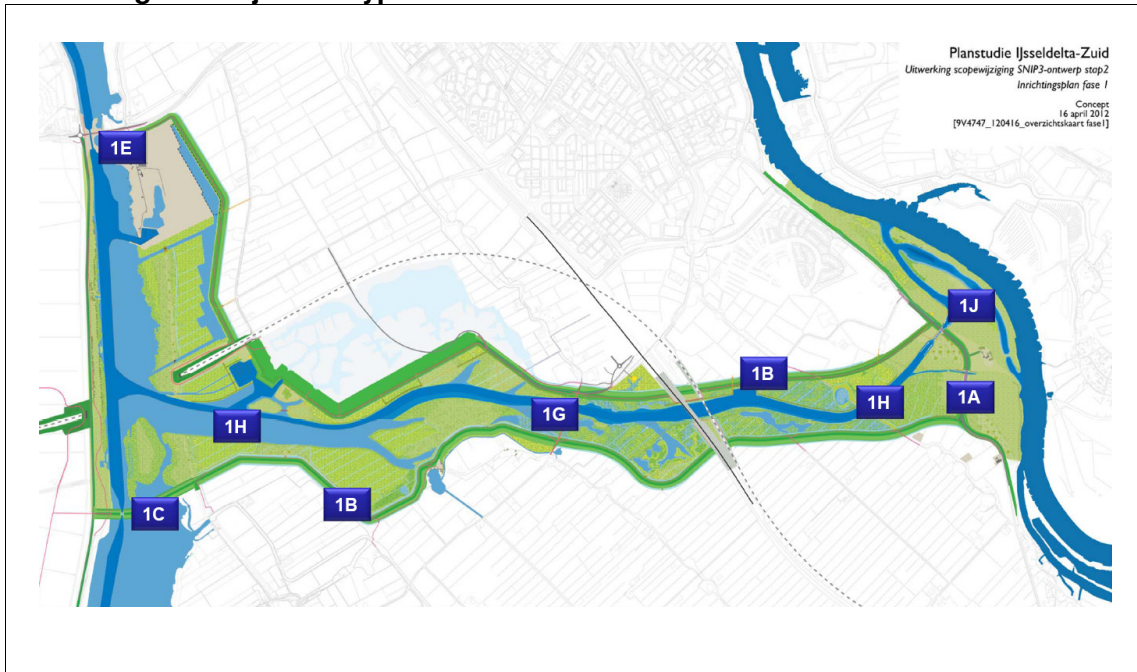 Planstudie IJsseldelta-Zuid
Uitwerking scopewijziging SNIP3-ontwerp stap2
Inrichtingsplan fase 1
Concept
16 april 2012
[9V4747_120416_overzichtskaart fase1]
1E
1J
1B
1A
1H
1G
1H
1B
1C